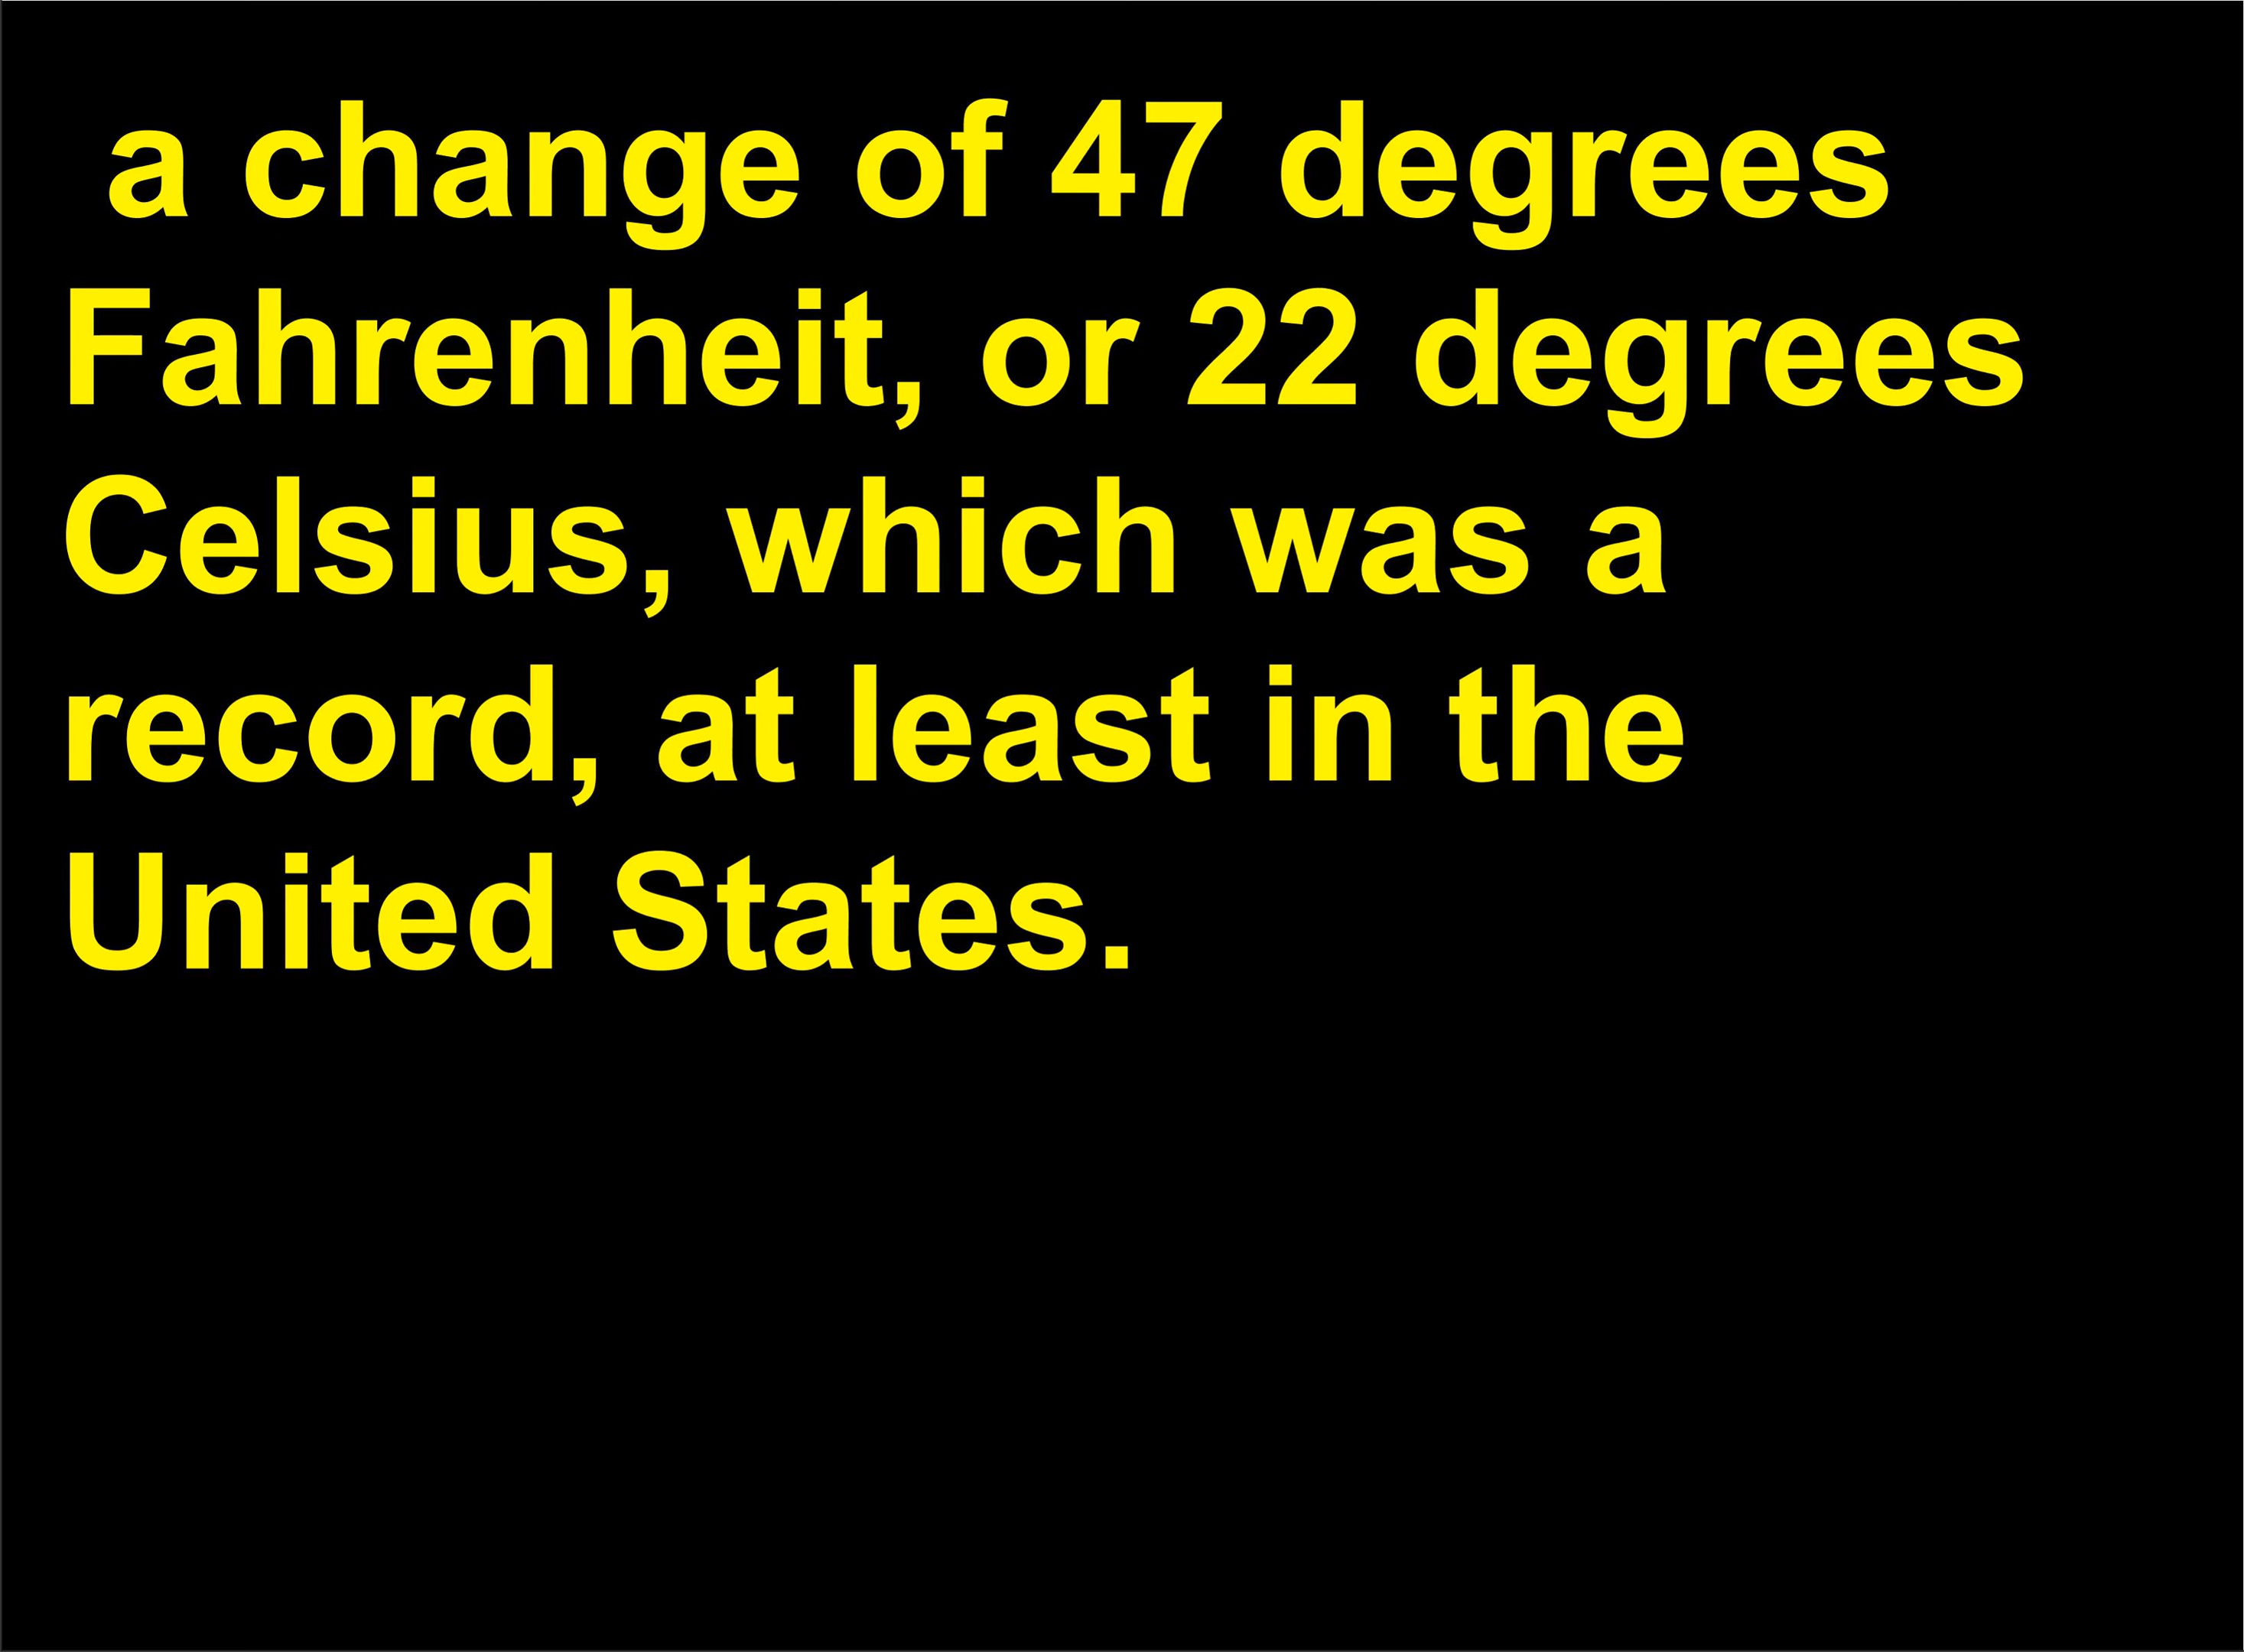 a change of 47 degrees
Fahrenheit, or 22 degrees
Celsius, which was a
record, at least in the
United States.